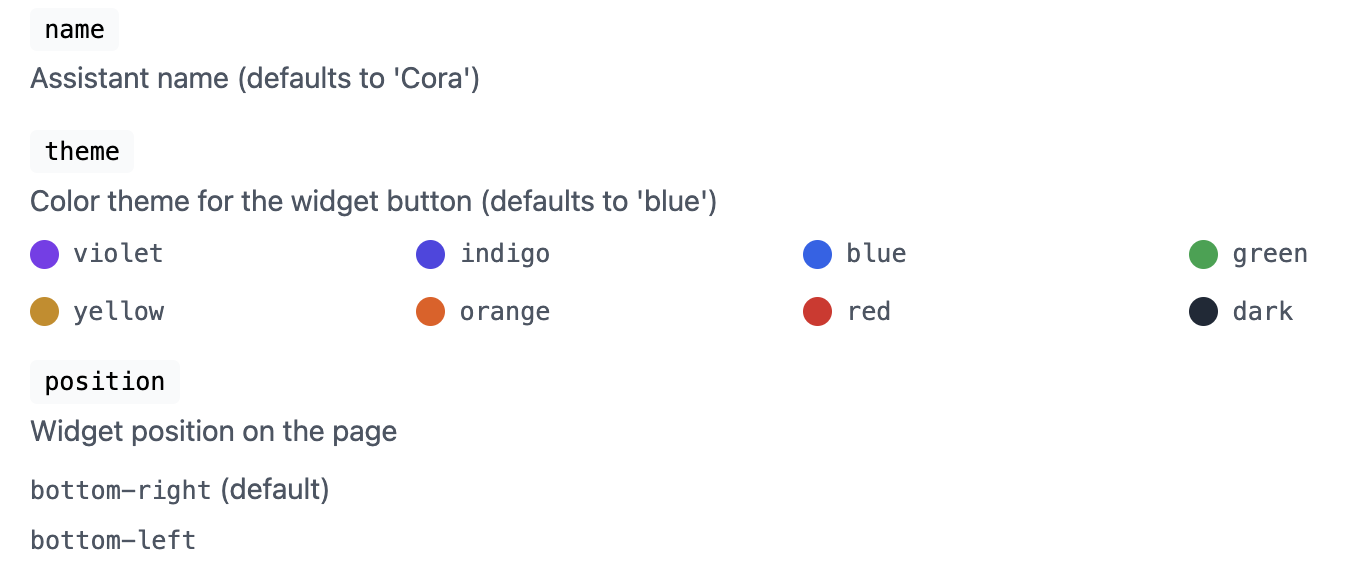 name
Assistant name (defaults to 'Cora')
theme
Color theme for the widget button (defaults to 'blue')
violet indigo blue green
yellow orange red dark
position
Widget position on the page
bottom-right (default)
bottom-left